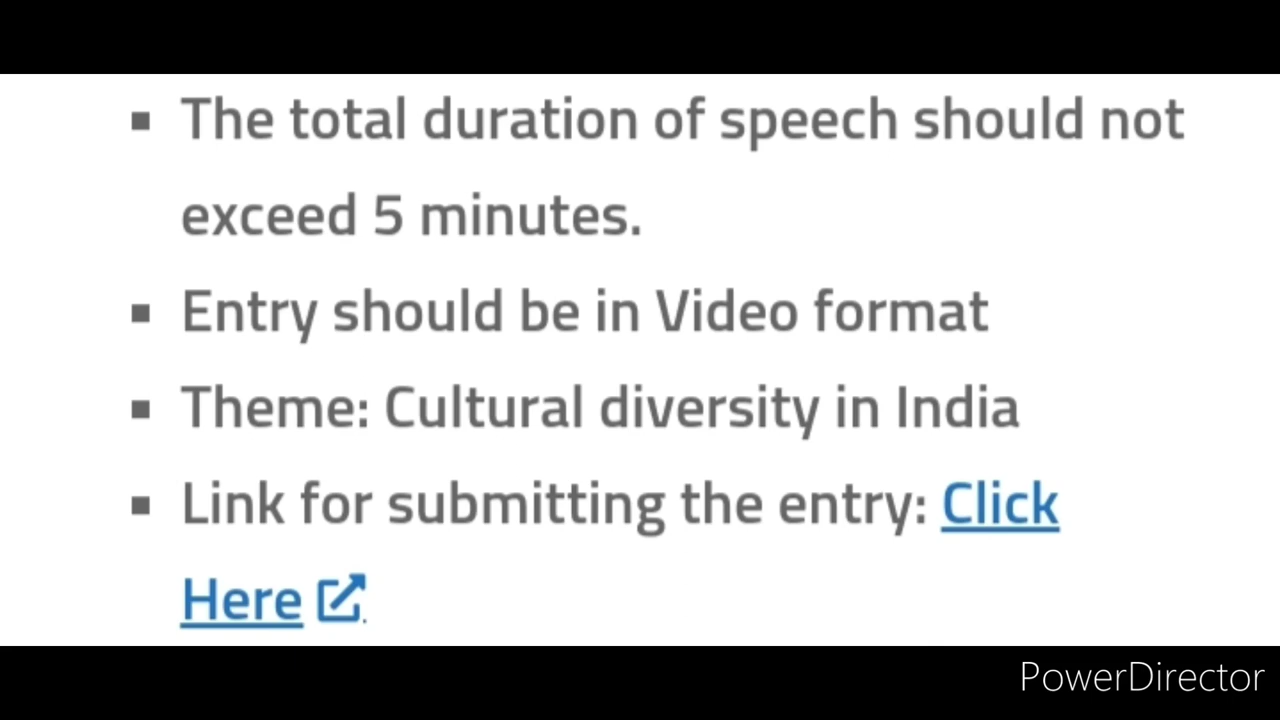 ▪ The total duration of speech should not
exceed 5 minutes.
▪ Entry should be in Video format
▪ Theme: Cultural diversity in India
▪ Link for submitting the entry: Click
Here
PowerDirector